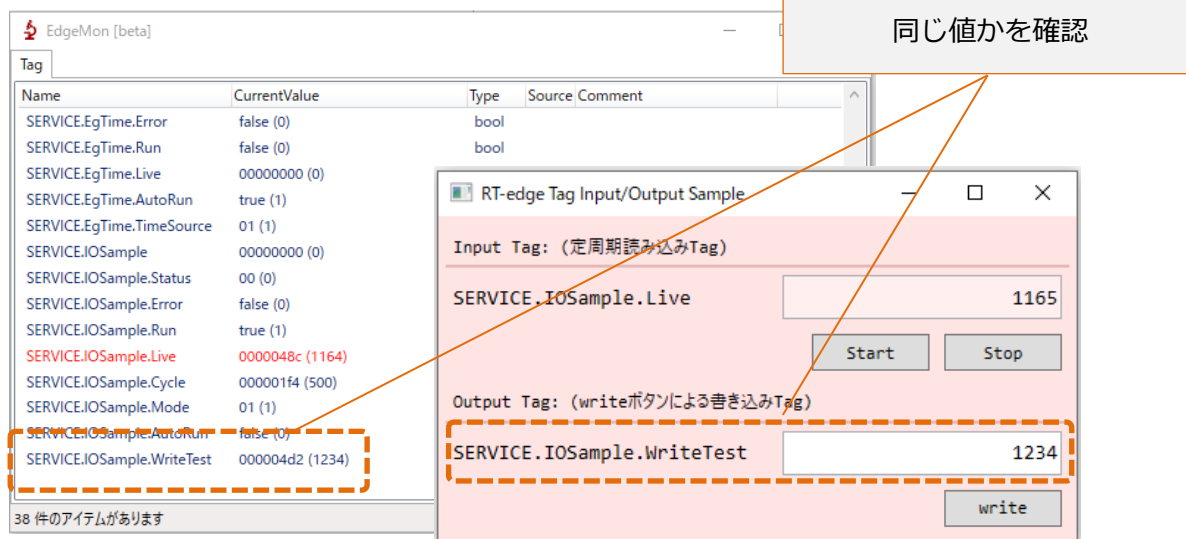 同じ値かを確認
EdgeMon [beta]
Tag
Name CurrentValue Type Source Comment
SERVICE.EgTime.Error false (0) bool
SERVICE.EgTime.Run false (0) bool
SERVICE.EgTime.Live 00000000 (0)
SERVICE.EgTime.AutoRun true (1)
SERVICE.EgTime.TimeSource 01 (1)
SERVICE.IOSample 00000000 (0)
SERVICE.IOSample.Status 00 (0)
SERVICE.IOSample.Error false (0)
SERVICE.IOSample.Run true (1)
SERVICE.IOSample.Live 0000048c (1164)
SERVICE.IOSample.Cycle 000001f4 (500)
SERVICE.IOSample.Mode 01 (1)
SERVICE.IOSample.AutoRun false (0)
SERVICE.IOSample.WriteTest 000004d2 (1234)
38 件のアイテムがあります
RT-edge Tag Input/Output Sample
Input Tag: (定周期読み込みTag)
SERVICE.IOSample.Live 1165
Start Stop
Output Tag: (writeボタンによる書き込みTag)
SERVICE.IOSample.WriteTest 1234
write